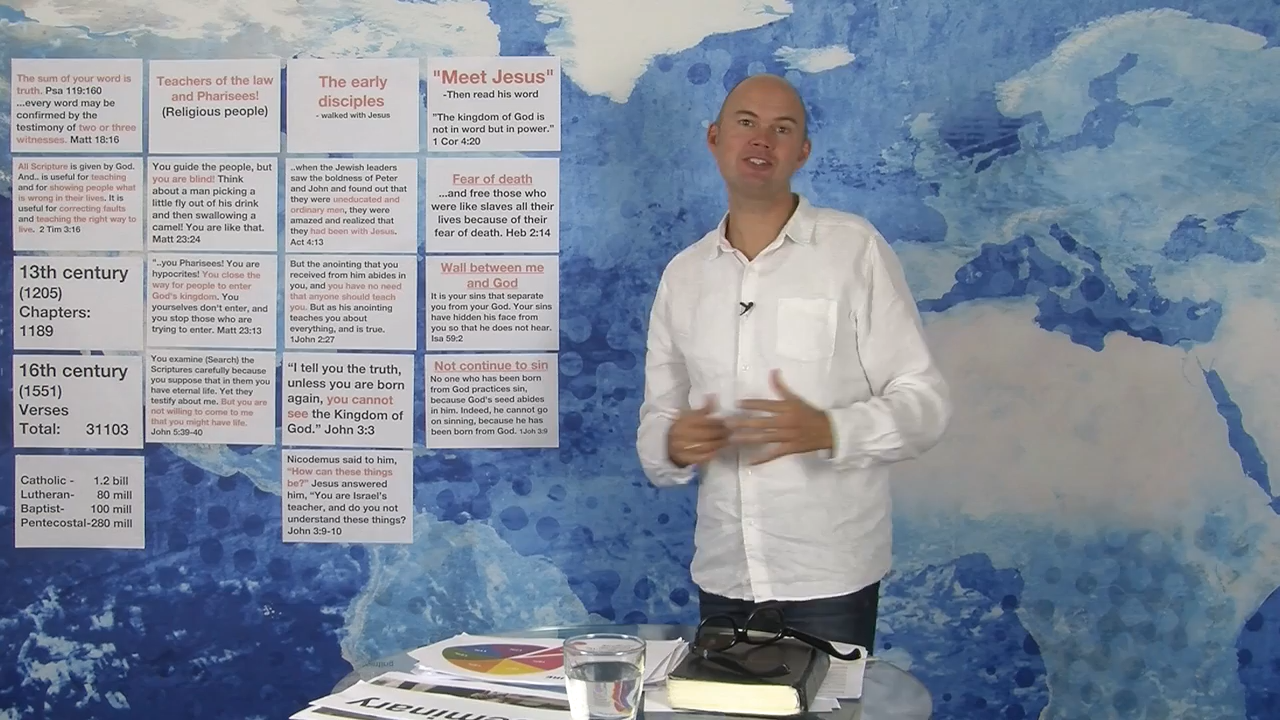 The sum of your word is
truth. Psa 119:160
...every word may be
confirmed by the
testimony of two or three
witnesses. Matt 18:16
All Scripture is given by God.
And.. is useful for teaching
and for showing people what
is wrong in their lives. It is
useful for correcting faults
and teaching the right way to
live. 2 Tim 3:16
13th century
(1205)
Chapters:
1189
16th century
(1551)
Verses
Total: 31103
Catholic - 1.2 bill
Lutheran- 80 mill
Baptist- 100 mill
Pentecostal-280 mill
Teachers of the law
and Pharisees!
(Religious people)
You guide the people, but
you are blind! Think
about a man picking a
little fly out of his drink
and then swallowing a
camel! You are like that.
Matt 23:24
"..you Pharisees! You are
hypocrites! You close the
way for people to enter
God's kingdom. You
yourselves don't enter, and
you stop those who are
trying to enter. Matt 23:13
You examine (Search) the
Scriptures carefully because
you suppose that in them you
have eternal life. Yet they
testify about me. But you are
not willing to come to me
that you might have life.
John 5:39-40
The early
disciples
- walked with Jesus
..when the Jewish leaders
saw the boldness of Peter
and John and found out that
they were uneducated and
ordinary men, they were
amazed and realized that
they had been with Jesus.
Act 4:13
But the anointing that you
received from him abides in
you, and you have no need
that anyone should teach
you. But as his anointing
teaches you about
everything, and is true.
1John 2:27
"I tell you the truth,
unless you are born
again, you cannot
see the Kingdom of
God." John 3:3
Nicodemus said to him,
"How can these things
be?" Jesus answered
him, "You are Israel's
teacher, and do you not
understand these things?
John 3:9-10
"Meet Jesus"
-Then read his word
"The kingdom of God is
not in word but in power."
1 Cor 4:20
Fear of death
...and free those who
were like slaves all their
lives because of their
fear of death. Heb 2:14
Wall between me
and God
It is your sins that separate
you from your God. Your sins
have hidden his face from
you so that he does not hear.
Isa 59:2
Not continue to sin
No one who has been born
from God practices sin,
because God's seed abides
in him. Indeed, he cannot go
on sinning, because he has
been born from God. 1Joh 3:9